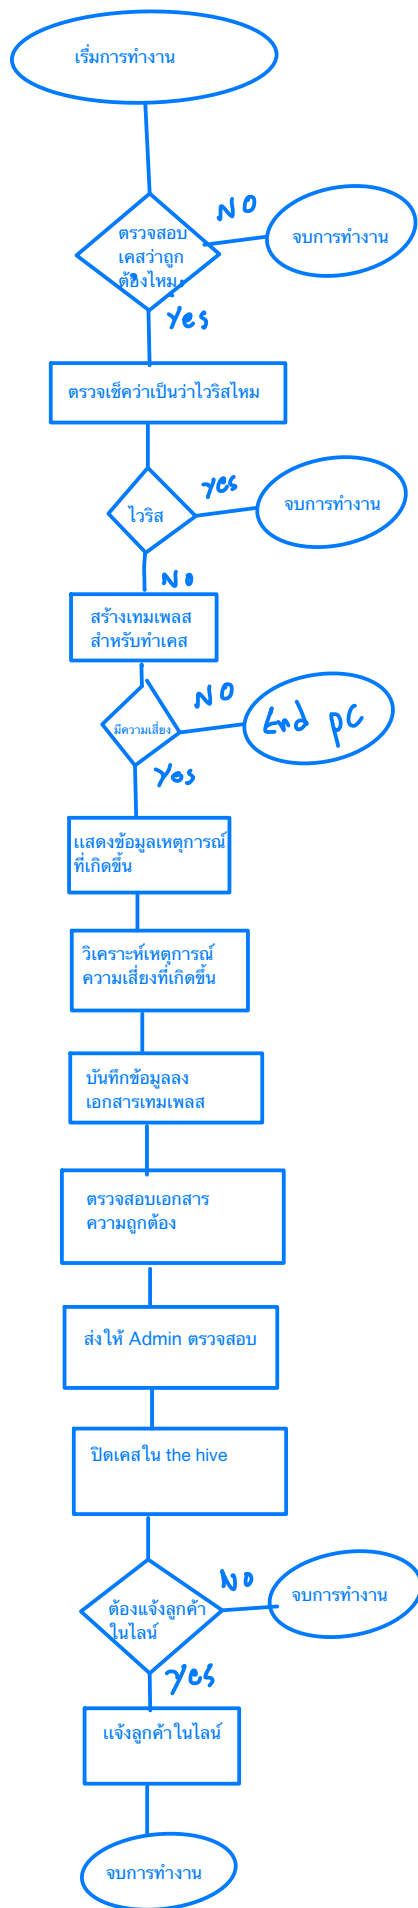 เริ่มการทำงาน
NO
ตรวจสอบ
เคสว่าถูก
ต้องไหม
จบการทำงาน
Yes
ตรวจเช็คว่าเป็นว่าไวริสไหม
yes
ไวริส
จบการทำงาน
NO
สร้างเทมเพลส
สำหรับทำเคส
NO
มีความเสี่ยง
End pc
Yes
แสดงข้อมูลเหตุการณ์
ที่เกิดขึ้น
วิเคราะห์เหตุการณ์
ความเสี่ยงที่เกิดขึ้น
บันทึกข้อมูลลง
เอกสารเทมเพลส
ตรวจสอบเอกสาร
ความถูกต้อง
ส่งให้ Admin ตรวจสอบ
ปิดเคสใน the hive
NO
จบการทำงาน
ต้องแจ้งลูกค้า
ในไลน์
yes
แจ้งลูกค้าในไลน์
จบการทำงาน